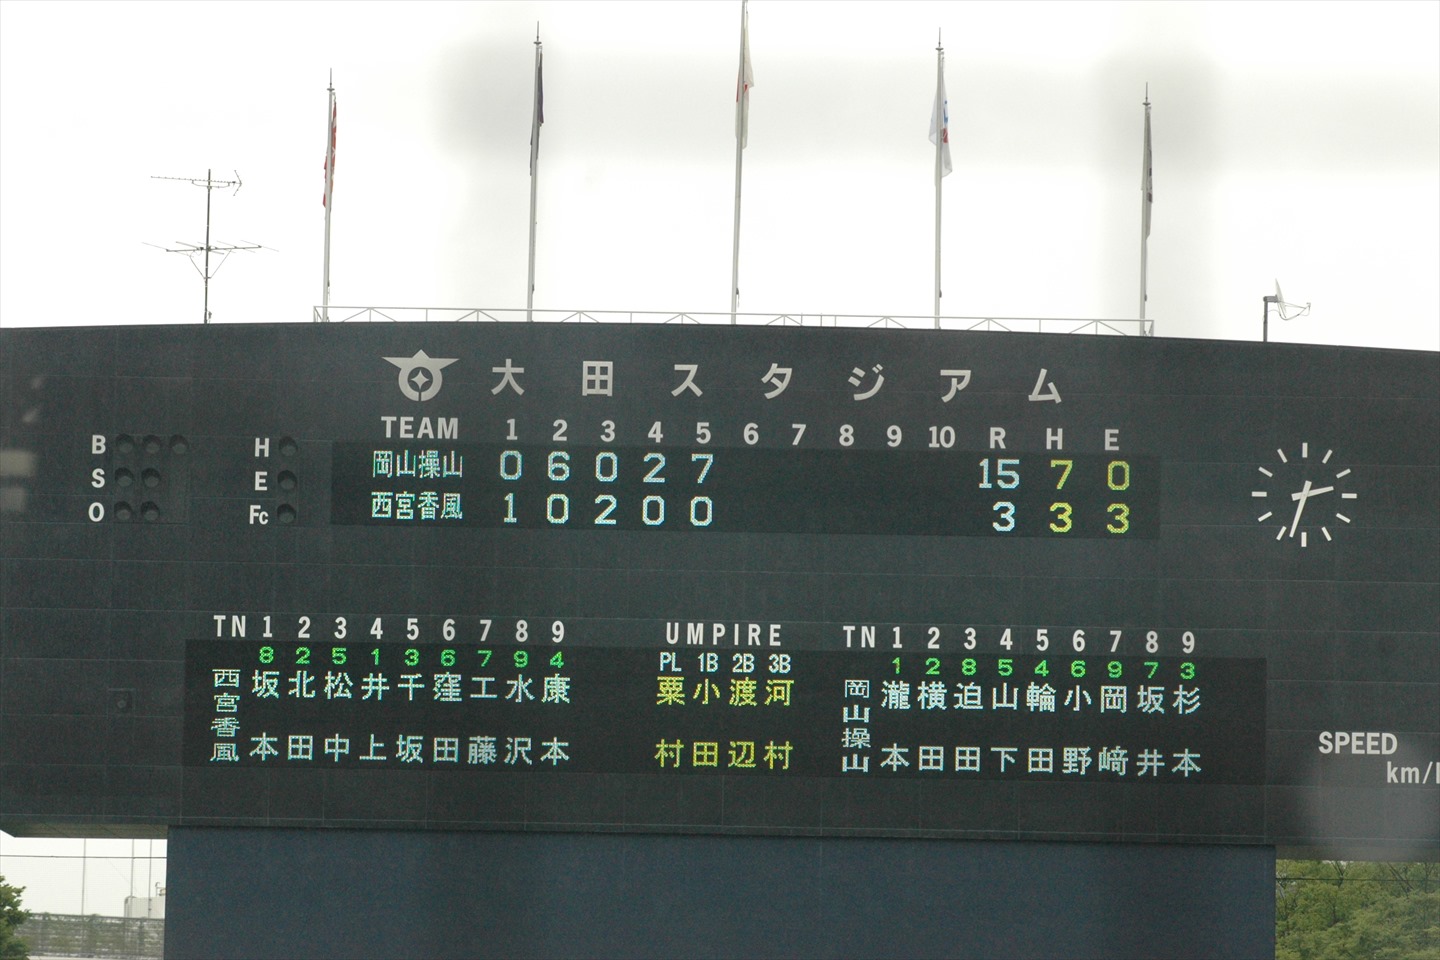 大田スタジアム
TEAM 1 2 3 4 5 6 7 8 9 10 R H E
岡山操山 0 6 0 2 7 15 7 0
西宮香風 1 0 2 0 0 3 3 3
B H
S E
O Fc
TN 1 2 3 4 5 6 7 8 9
8 2 5 1 3 6 7 9 4
西宮香風 坂本 北田 松中 井上 千坂 窪田 工藤 水沢 康本
UMPIRE
PL 1B 2B 3B
粟村 小田 渡辺 河村
TN 1 2 3 4 5 6 7 8 9
1 2 8 5 4 6 9 7 3
岡山操山 瀧本 横田 迫田 山下 輪田 小野 岡﨑 坂井 杉本
SPEED
km/